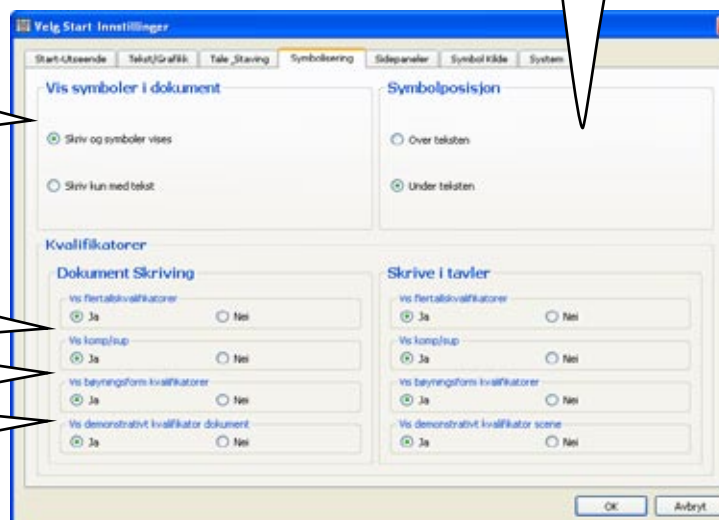 Velg Start Innstillinger
Start-Utseende Tekst/Grafikk Tale_Staving Symbolisering Sidepaneler Symbol Kilde System
Vis symboler i dokument
Skriv og symboler vises
Skriv kun med tekst
Symbolposisjon
Over teksten
Under teksten
Kvalifikatorer
Dokument Skriving
Vis flertallskvalifikatorer
Ja Nei
Vis komp/sup
Ja Nei
Vis bøyningsform kvalifikatorer
Ja Nei
Vis demonstrativt kvalifikator dokument
Ja Nei
Skrive i tavler
Vis flertallskvalifikatorer
Ja Nei
Vis komp/sup
Ja Nei
Vis bøyningsform kvalifikatorer
Ja Nei
Vis demonstrativt kvalifikator scene
Ja Nei
OK Avbryt